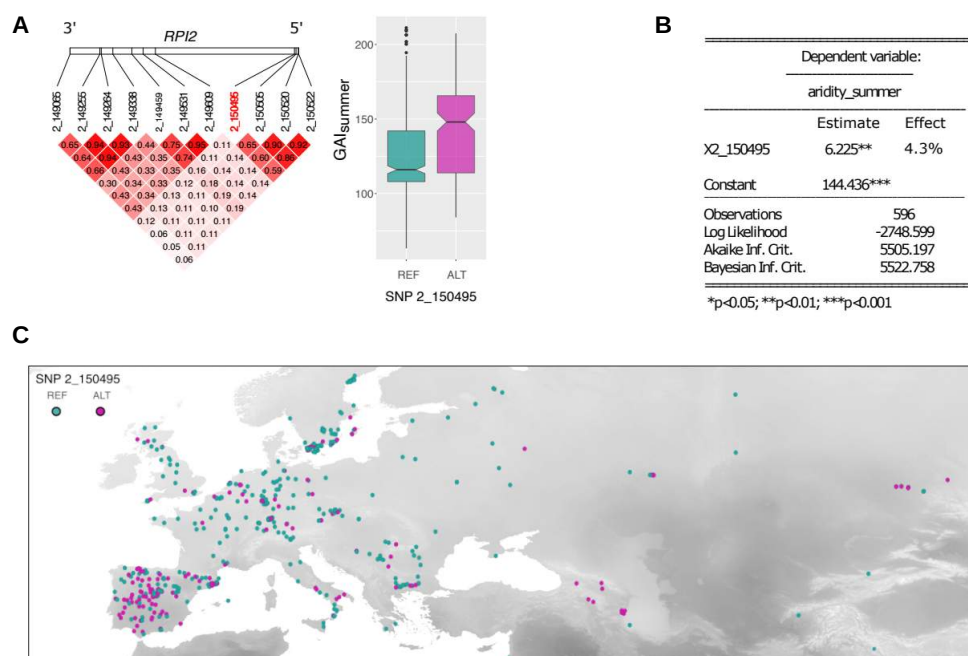 A
3'
RPI2
5'
2_149065
2_149255
2_149264
2_149338
2_149459
2_149631
2_150495
2_150505
2_150520
2_150622
0.65 0.94 0.93 0.44 0.75 0.95 0.11 0.65 0.90 0.92
0.64 0.94 0.43 0.35 0.74 0.14 0.60 0.86
0.66 0.43 0.33 0.35 0.16 0.14 0.14 0.59
0.30 0.34 0.33 0.12 0.18 0.14 0.14
0.43 0.34 0.11 0.14 0.19 0.14
0.43 0.13 0.11 0.10 0.19
0.12 0.11 0.11 0.11
0.06 0.11 0.11
0.05 0.11
0.06
GAIsummer
200
150
100
REF ALT
SNP 2_150495
B
Dependent variable:
aridity_summer
Estimate Effect
X2_150495 6.225** 4.3%
Constant 144.436***
Observations 596
Log Likelihood -2748.599
Akaike Inf. Crit. 5505.197
Bayesian Inf. Crit. 5522.758
*p<0.05; **p<0.01; ***p<0.001
C
SNP 2_150495
REF ALT